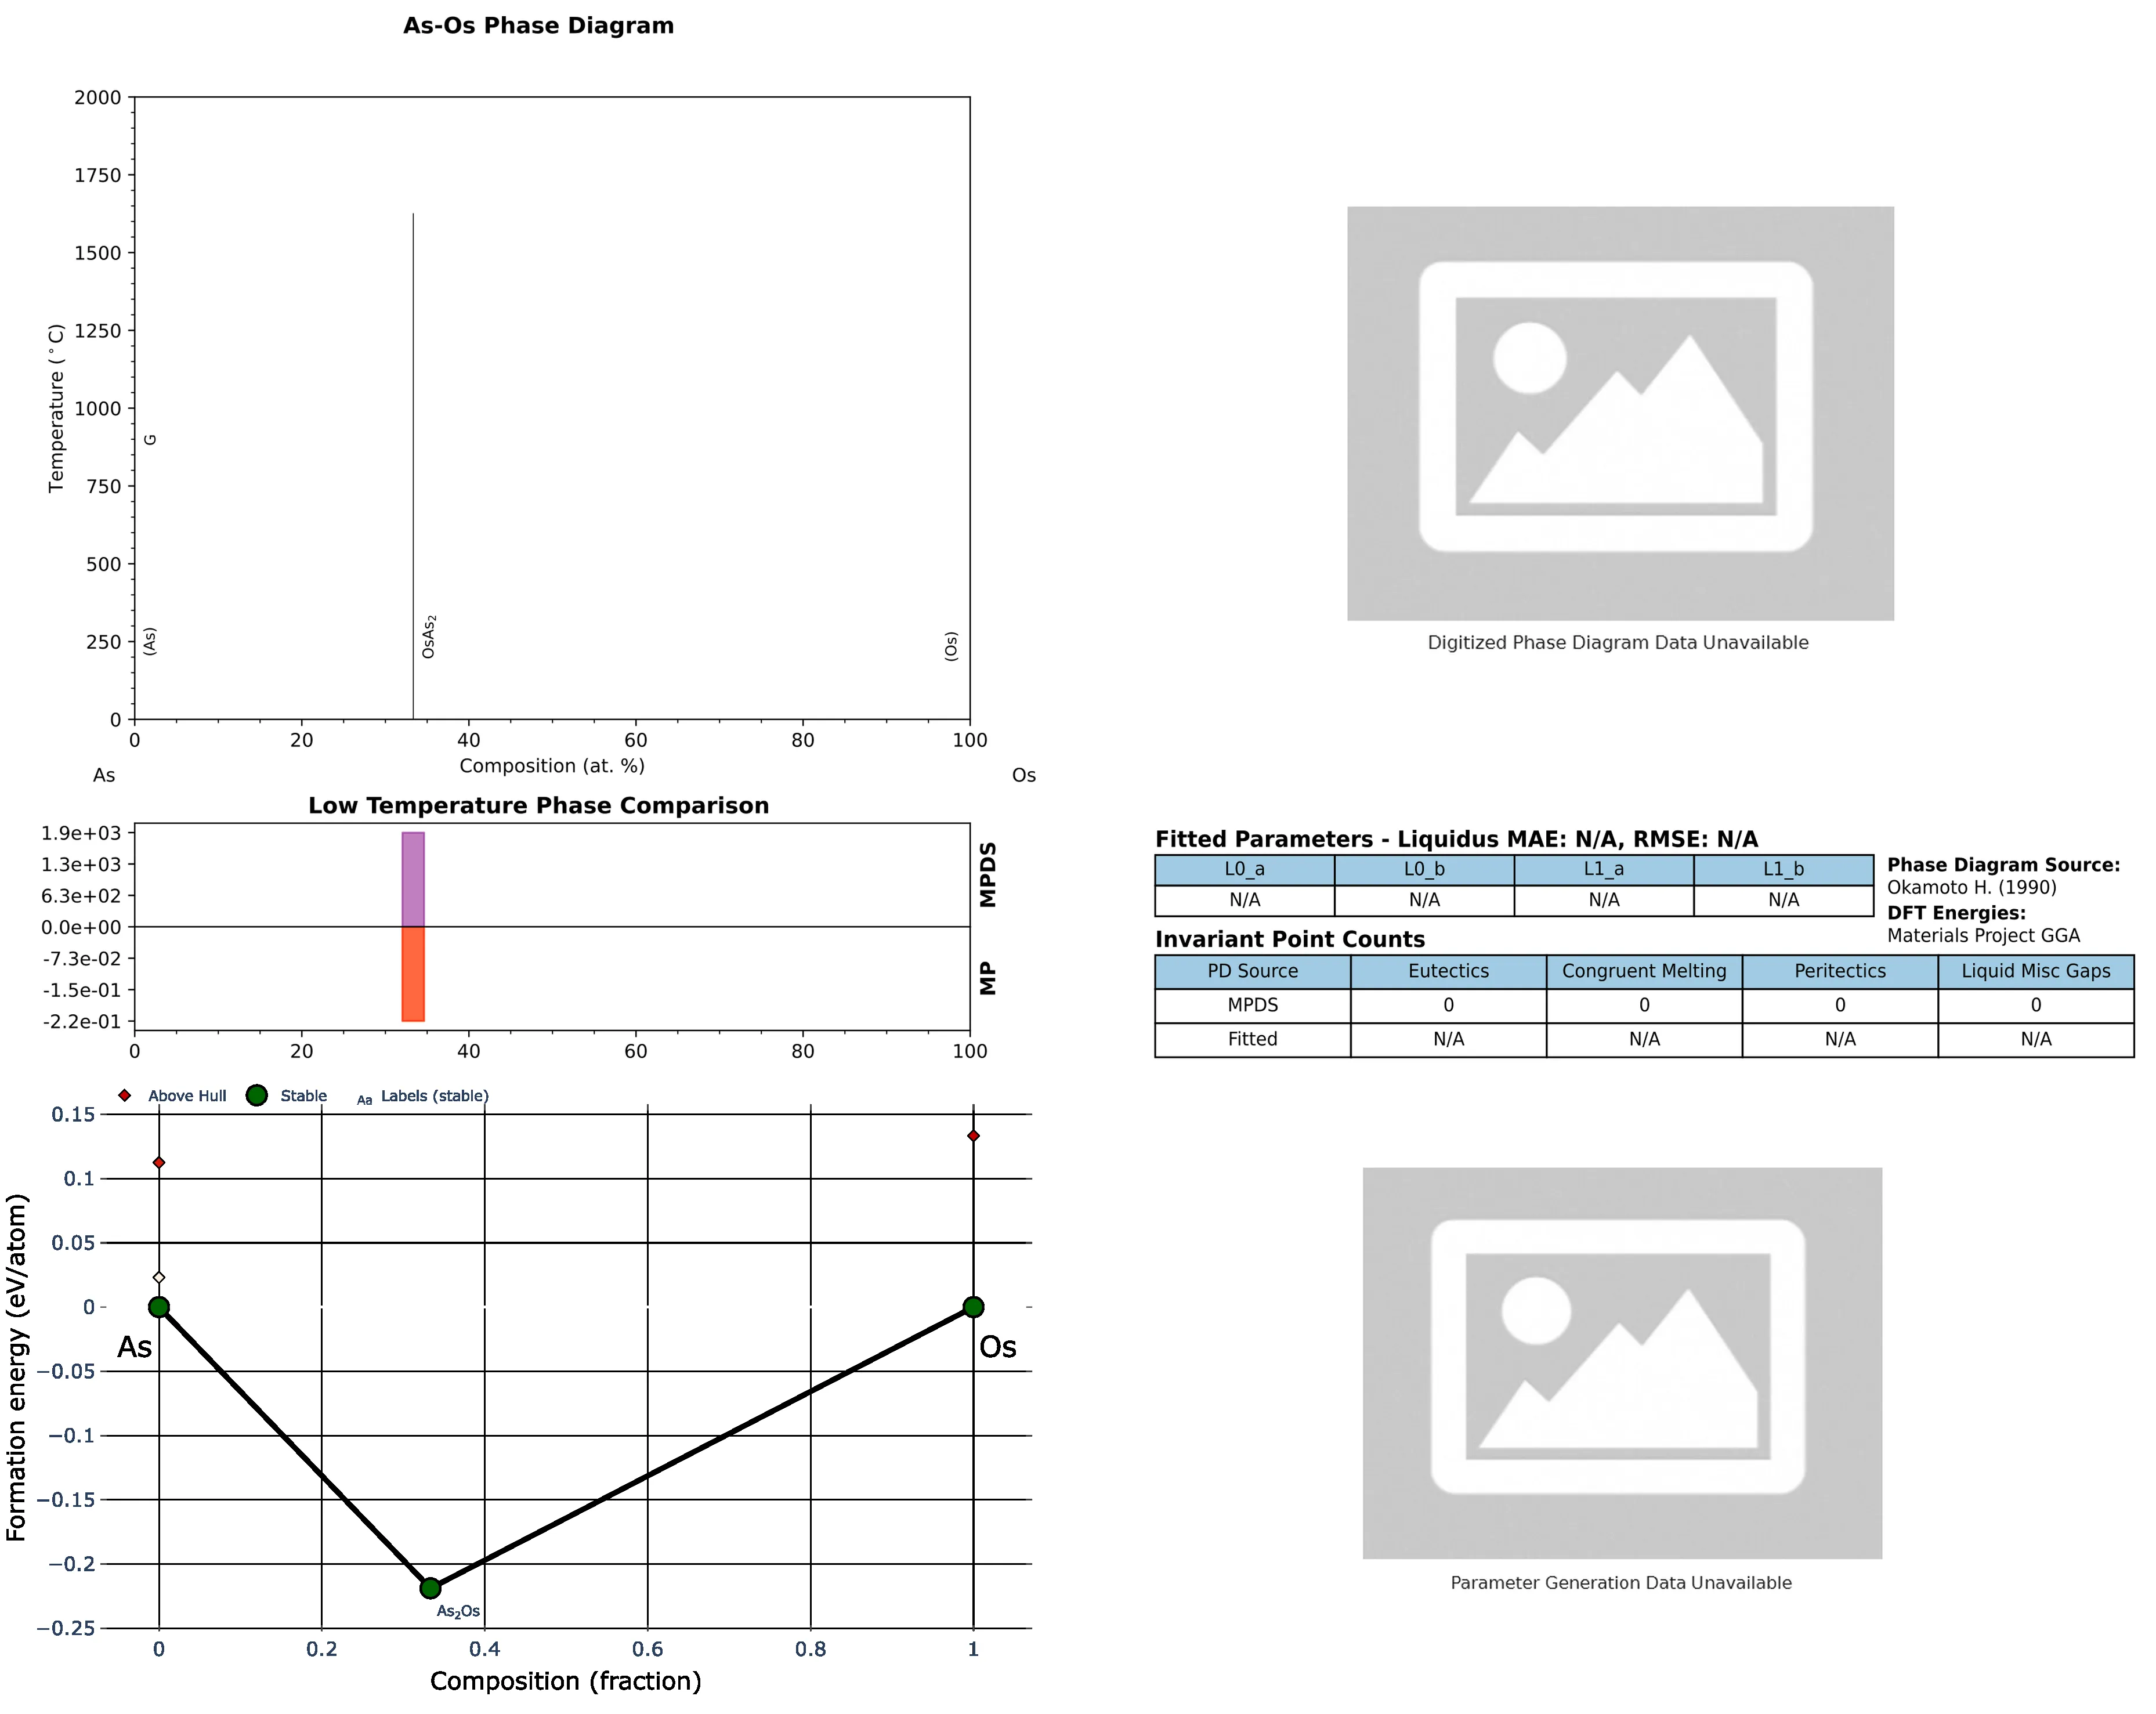 As-Os Phase Diagram
2000
1750
1500
1250
1000
750
500
250
0
Temperature (°C)
G
(As)
OsAs₂
(Os)
0 20 40 60 80 100
As Composition (at. %) Os
Low Temperature Phase Comparison
1.9e+03
1.3e+03
6.3e+02
0.0e+00
-7.3e-02
-1.5e-01
-2.2e-01
MPDS
MP
0 20 40 60 80 100
Above Hull Stable Aa Labels (stable)
0.15
0.1
0.05
0
−0.05
−0.1
−0.15
−0.2
−0.25
Formation energy (eV/atom)
As
Os
As₂Os
0 0.2 0.4 0.6 0.8 1
Composition (fraction)
Digitized Phase Diagram Data Unavailable
Fitted Parameters - Liquidus MAE: N/A, RMSE: N/A
L0_a L0_b L1_a L1_b
N/A N/A N/A N/A
Phase Diagram Source:
Okamoto H. (1990)
DFT Energies:
Materials Project GGA
Invariant Point Counts
PD Source Eutectics Congruent Melting Peritectics Liquid Misc Gaps
MPDS 0 0 0 0
Fitted N/A N/A N/A N/A
Parameter Generation Data Unavailable